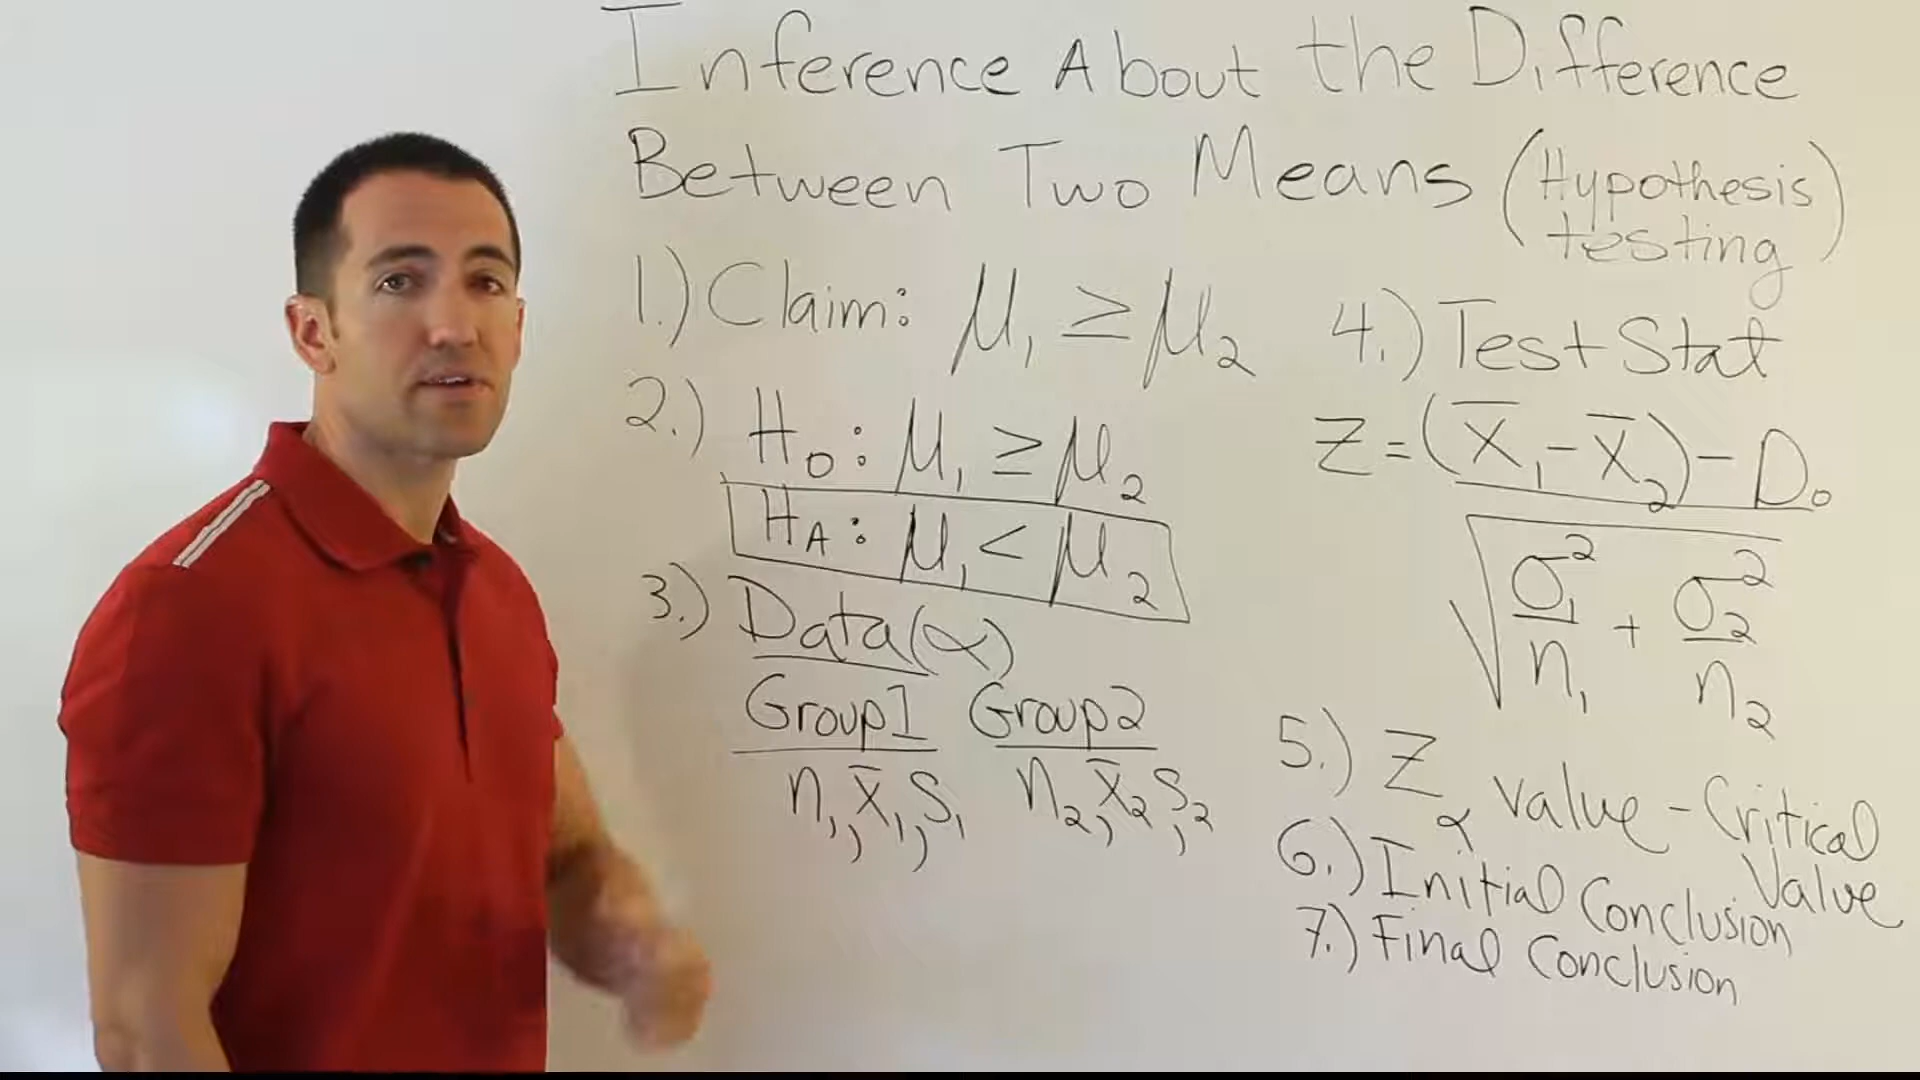 Inference About the Difference
Between Two Means (Hypothesis testing)
1.) Claim: μ₁ ≥ μ₂
2.) H₀: μ₁ ≥ μ₂
H_A: μ₁ < μ₂
3.) Data (α)
Group1 Group2
n₁, x̄₁, s₁ n₂, x̄₂, s₂
4.) Test Stat
Z = (x̄₁ - x̄₂) - D₀
√ σ₁²/n₁ + σ₂²/n₂
5.) Z_α value - Critical Value
6.) Initial Conclusion
7.) Final Conclusion